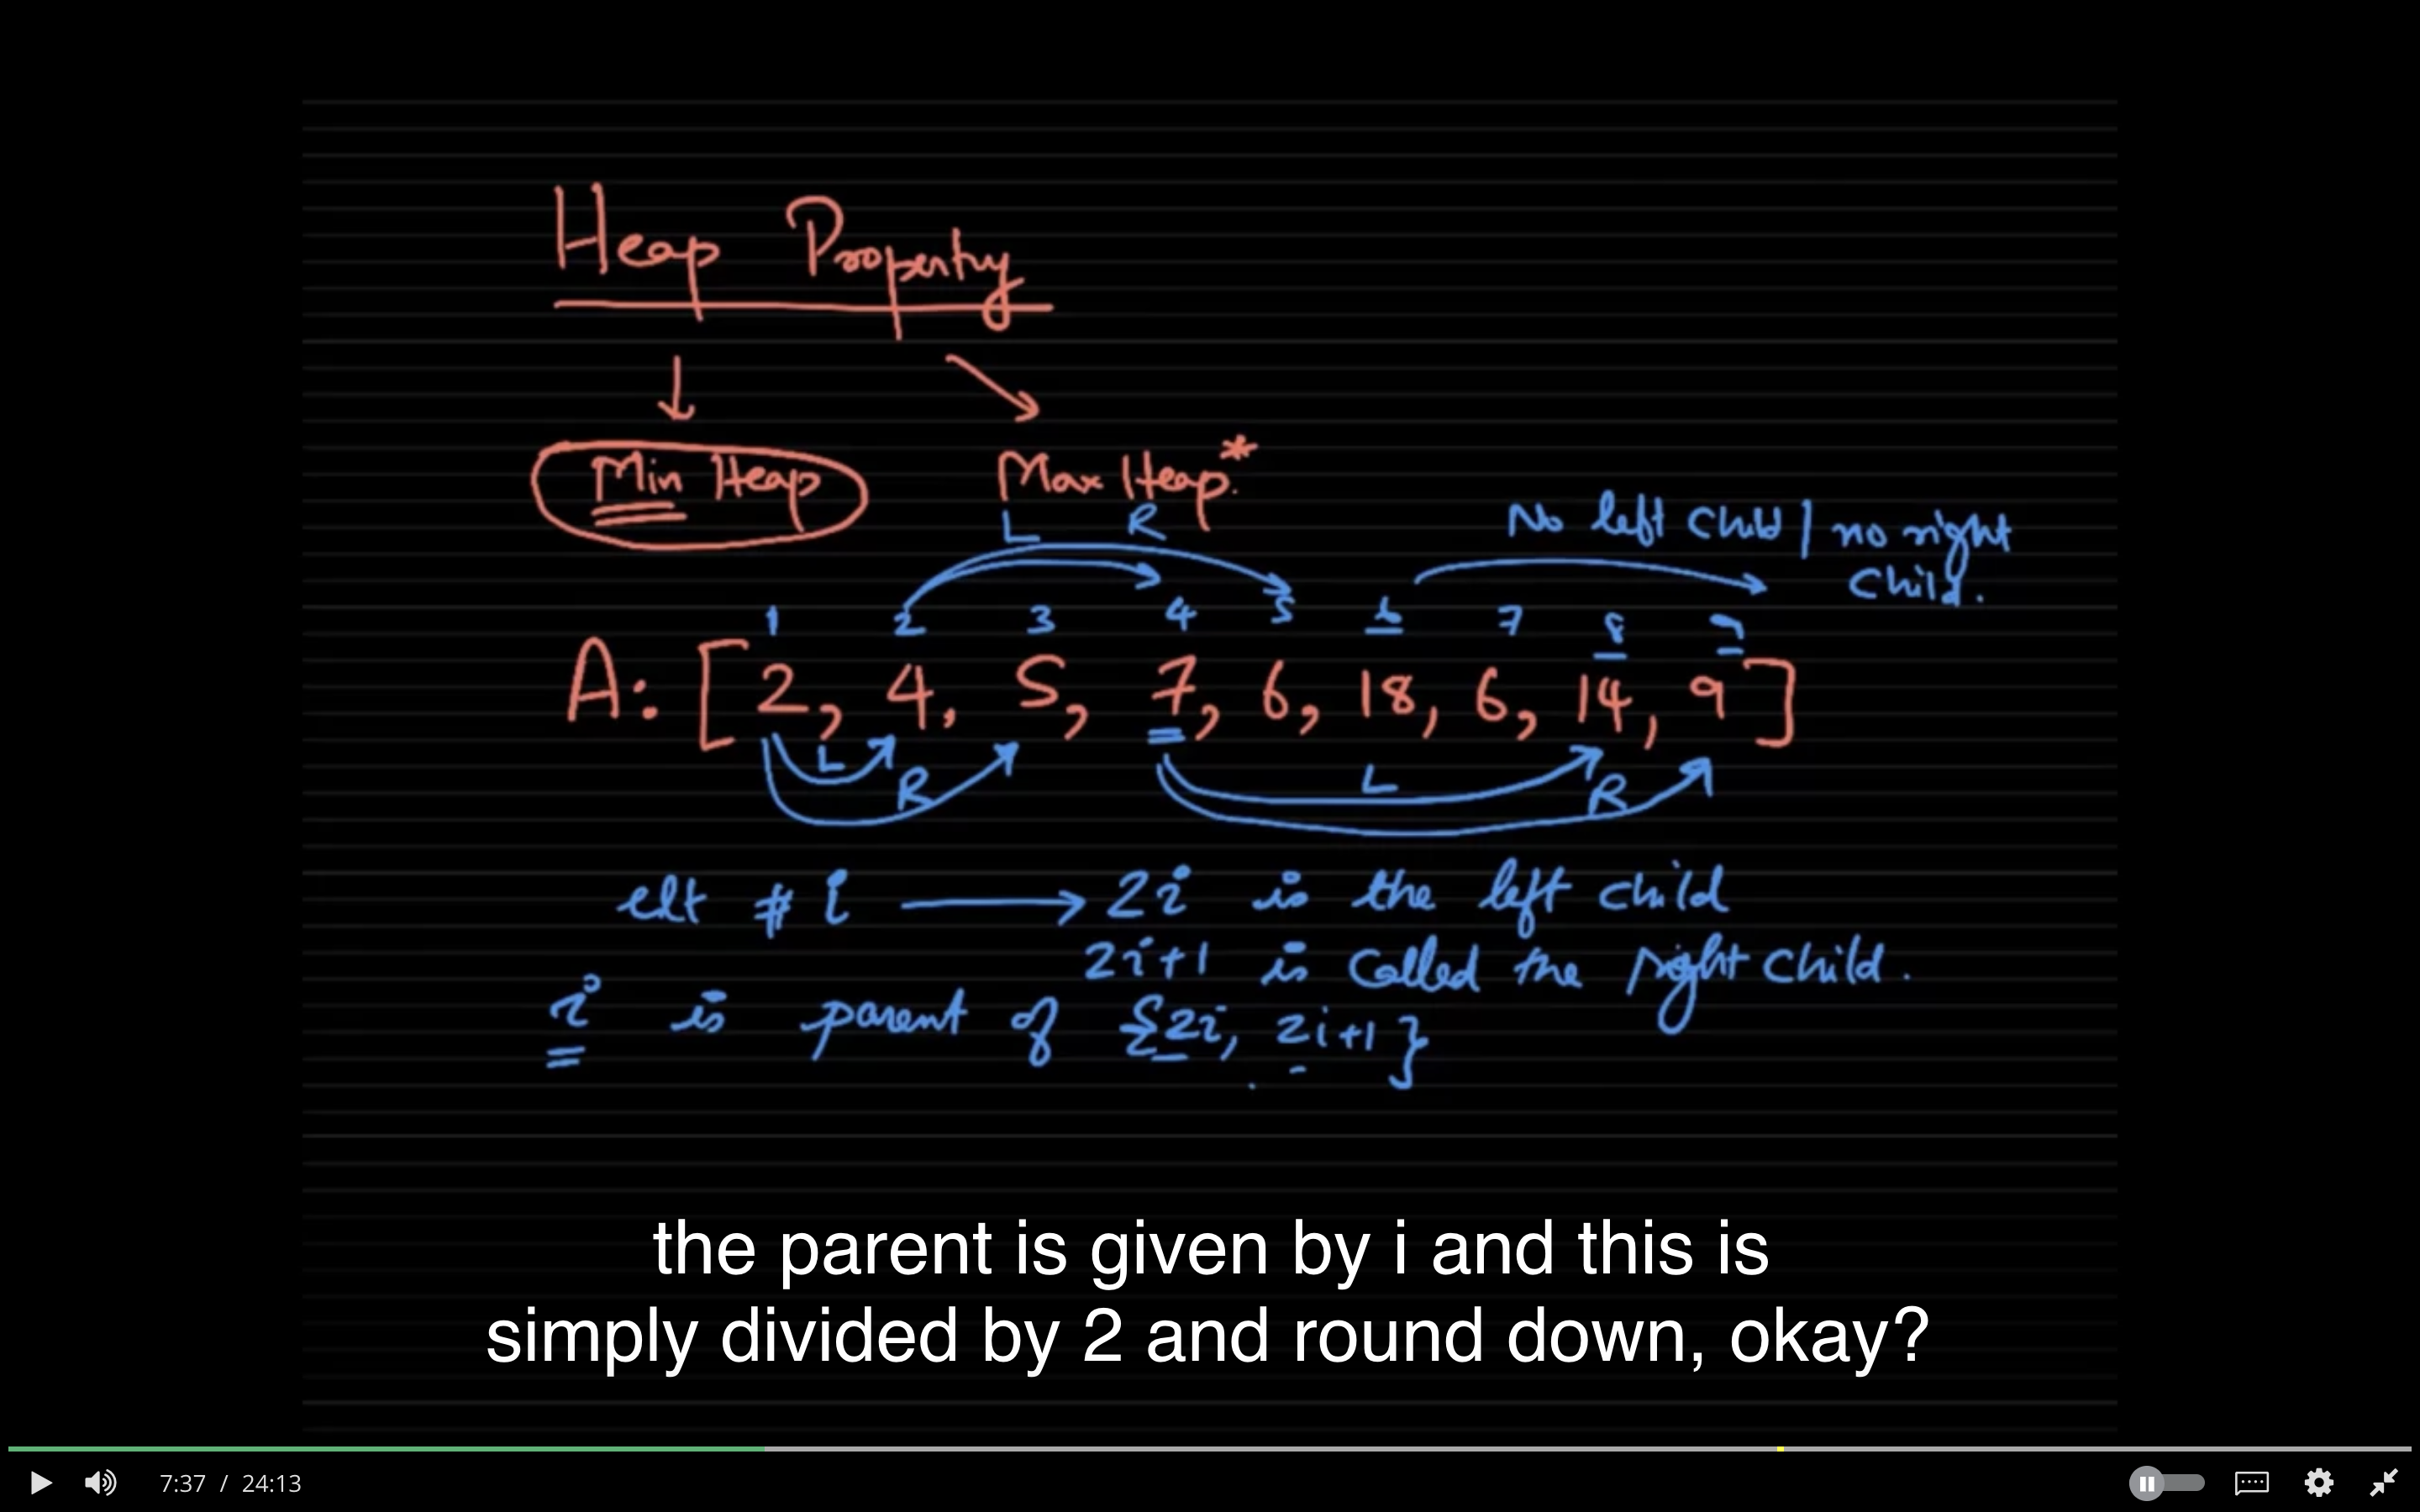 Heap Property
Min Heap Max Heap*.
L R No left child / no right
child.
1 2 3 4 5 6 7 8 9
A: [2, 4, 5, 7, 6, 18, 6, 14, 9]
L R L R
elt # i → 2i is the left child
2i+1 is called the right child.
i is parent of {2i, 2i+1}
the parent is given by i and this is
simply divided by 2 and round down, okay?
7:37 / 24:13